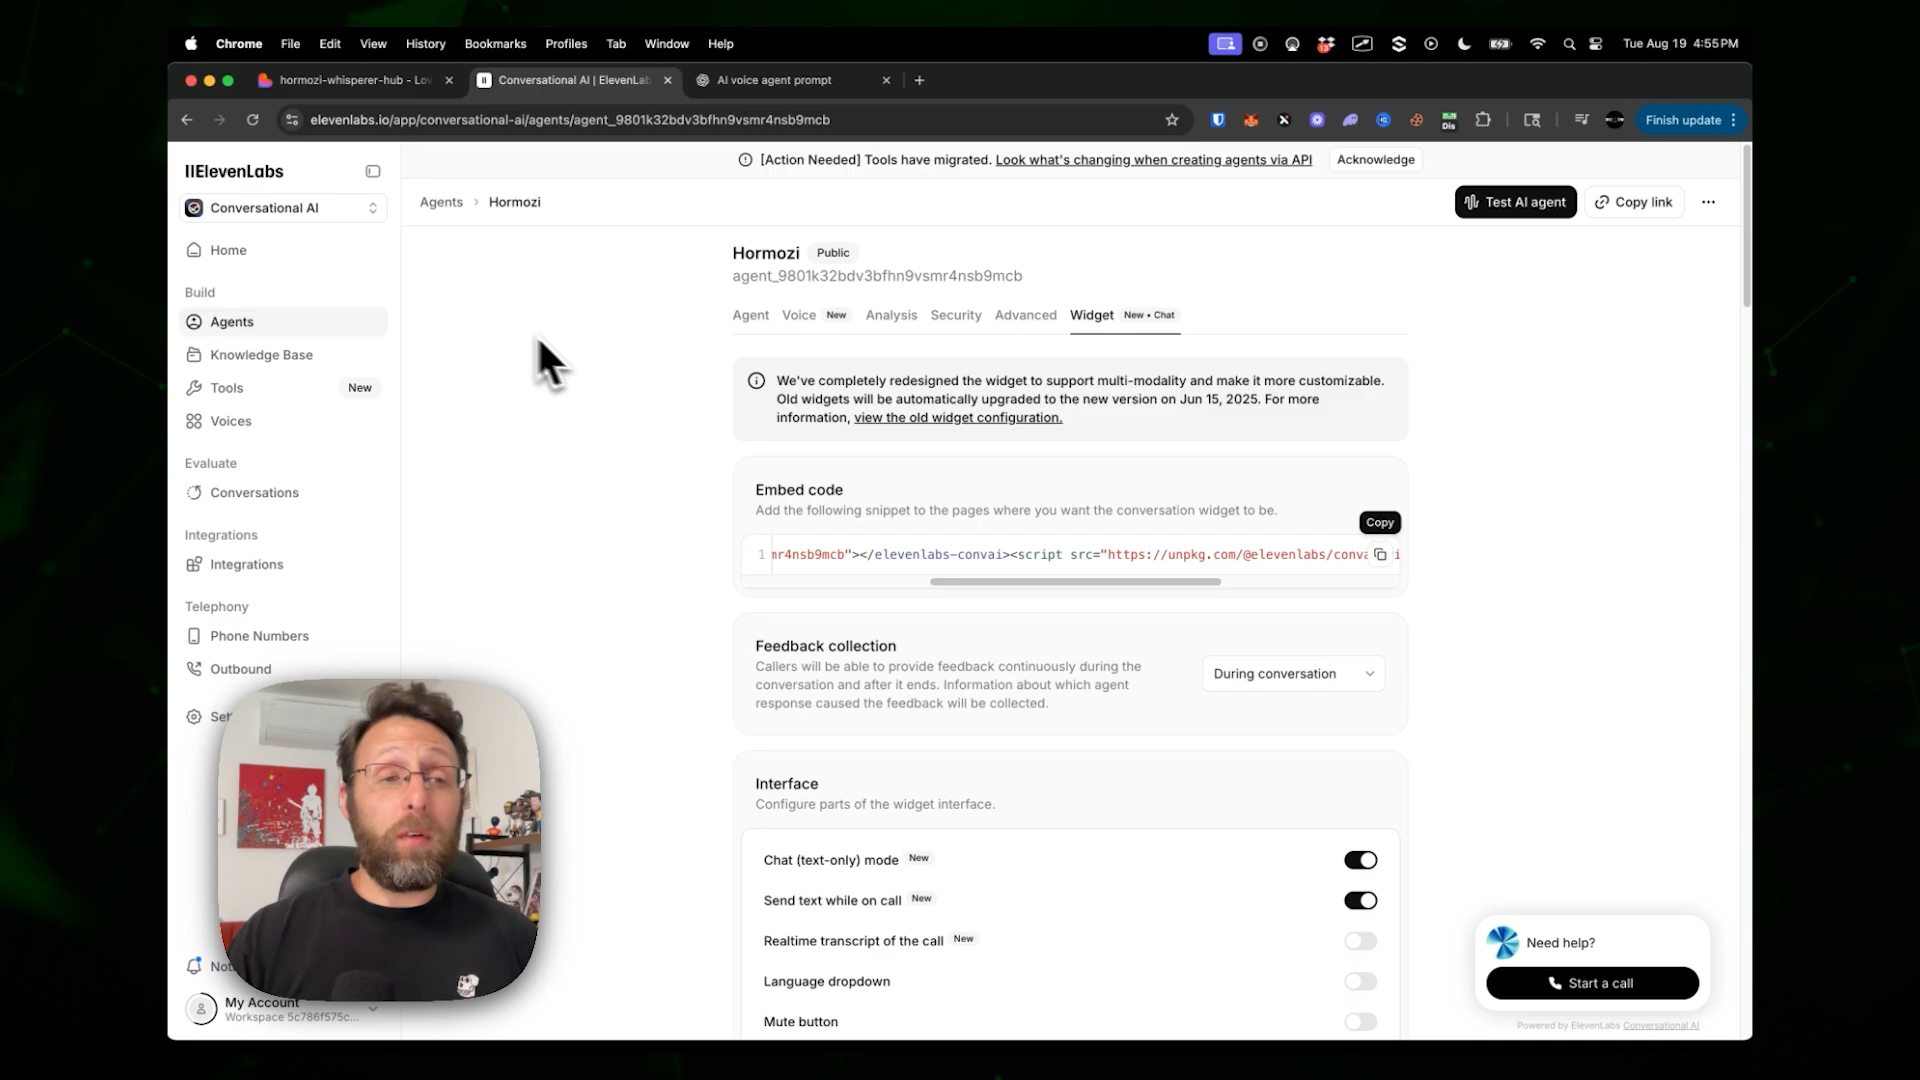 Chrome File Edit View History Bookmarks Profiles Tab Window Help
Tue Aug 19 4:55 PM
hormozi-whisperer-hub - Lov
Conversational AI | ElevenLab
AI voice agent prompt
elevenlabs.io/app/conversational-ai/agents/agent_9801k32bdv3bfhn9vsmr4nsb9mcb
Dis
Finish update
IIElevenLabs
[Action Needed] Tools have migrated. Look what's changing when creating agents via API
Acknowledge
Conversational AI
Agents > Hormozi
Test AI agent
Copy link
Home
Build
Agents
Knowledge Base
Tools New
Voices
Evaluate
Conversations
Integrations
Integrations
Telephony
Phone Numbers
Outbound
Set
Not
My Account
Workspace 5c786f575c...
Hormozi Public
agent_9801k32bdv3bfhn9vsmr4nsb9mcb
Agent Voice New Analysis Security Advanced Widget New • Chat
We've completely redesigned the widget to support multi-modality and make it more customizable.
Old widgets will be automatically upgraded to the new version on Jun 15, 2025. For more
information, view the old widget configuration.
Embed code
Add the following snippet to the pages where you want the conversation widget to be.
Copy
1 nr4nsb9mcb"></elevenlabs-convai><script src="https://unpkg.com/@elevenlabs/conva
Feedback collection
Callers will be able to provide feedback continuously during the
conversation and after it ends. Information about which agent
response caused the feedback will be collected.
During conversation
Interface
Configure parts of the widget interface.
Chat (text-only) mode New
Send text while on call New
Realtime transcript of the call New
Language dropdown
Mute button
Need help?
Start a call
Powered by ElevenLabs Conversational AI